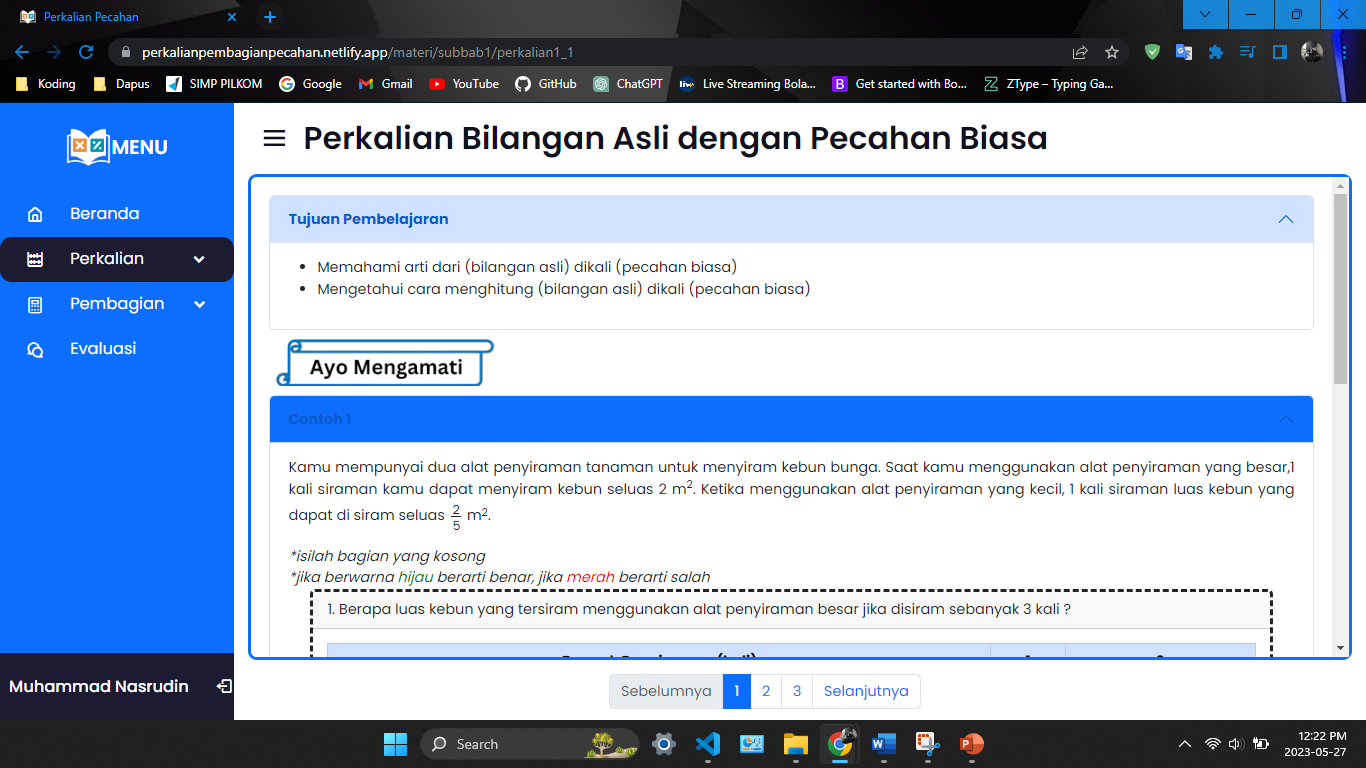 Perkalian Pecahan
perkalianpembagianpecahan.netlify.app/materi/subbab1/perkalian1_1
Koding Dapus SIMP PILKOM Google Gmail YouTube GitHub ChatGPT Live Streaming Bola... Get started with Bo... ZType – Typing Ga...
MENU
Beranda
Perkalian
Pembagian
Evaluasi
Muhammad Nasrudin
Perkalian Bilangan Asli dengan Pecahan Biasa
Tujuan Pembelajaran
• Memahami arti dari (bilangan asli) dikali (pecahan biasa)
• Mengetahui cara menghitung (bilangan asli) dikali (pecahan biasa)
Ayo Mengamati
Contoh 1
Kamu mempunyai dua alat penyiraman tanaman untuk menyiram kebun bunga. Saat kamu menggunakan alat penyiraman yang besar,1
kali siraman kamu dapat menyiram kebun seluas 2 m². Ketika menggunakan alat penyiraman yang kecil, 1 kali siraman luas kebun yang
dapat di siram seluas 2/5 m².
*isilah bagian yang kosong
*jika berwarna hijau berarti benar, jika merah berarti salah
1. Berapa luas kebun yang tersiram menggunakan alat penyiraman besar jika disiram sebanyak 3 kali ?
Sebelumnya 1 2 3 Selanjutnya
Search
12:22 PM
2023-05-27